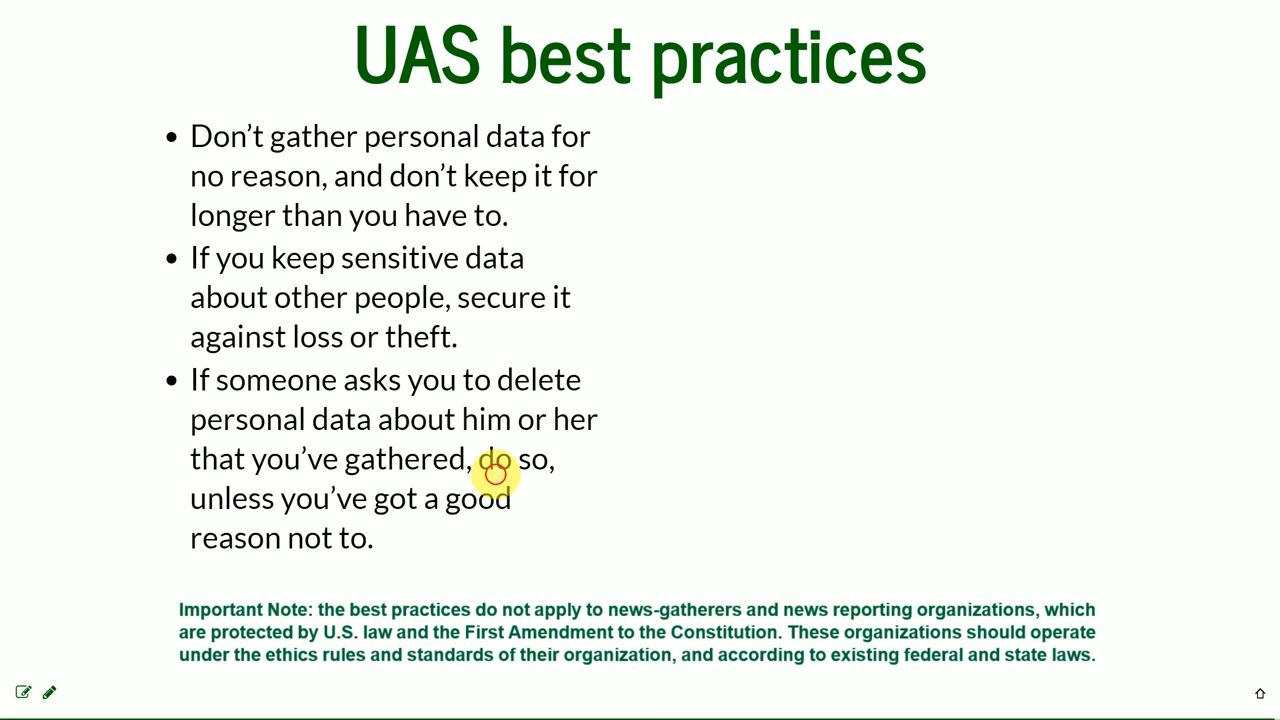 UAS best practices
• Don’t gather personal data for
no reason, and don’t keep it for
longer than you have to.
• If you keep sensitive data
about other people, secure it
against loss or theft.
• If someone asks you to delete
personal data about him or her
that you’ve gathered, do so,
unless you’ve got a good
reason not to.
Important Note: the best practices do not apply to news-gatherers and news reporting organizations, which
are protected by U.S. law and the First Amendment to the Constitution. These organizations should operate
under the ethics rules and standards of their organization, and according to existing federal and state laws.